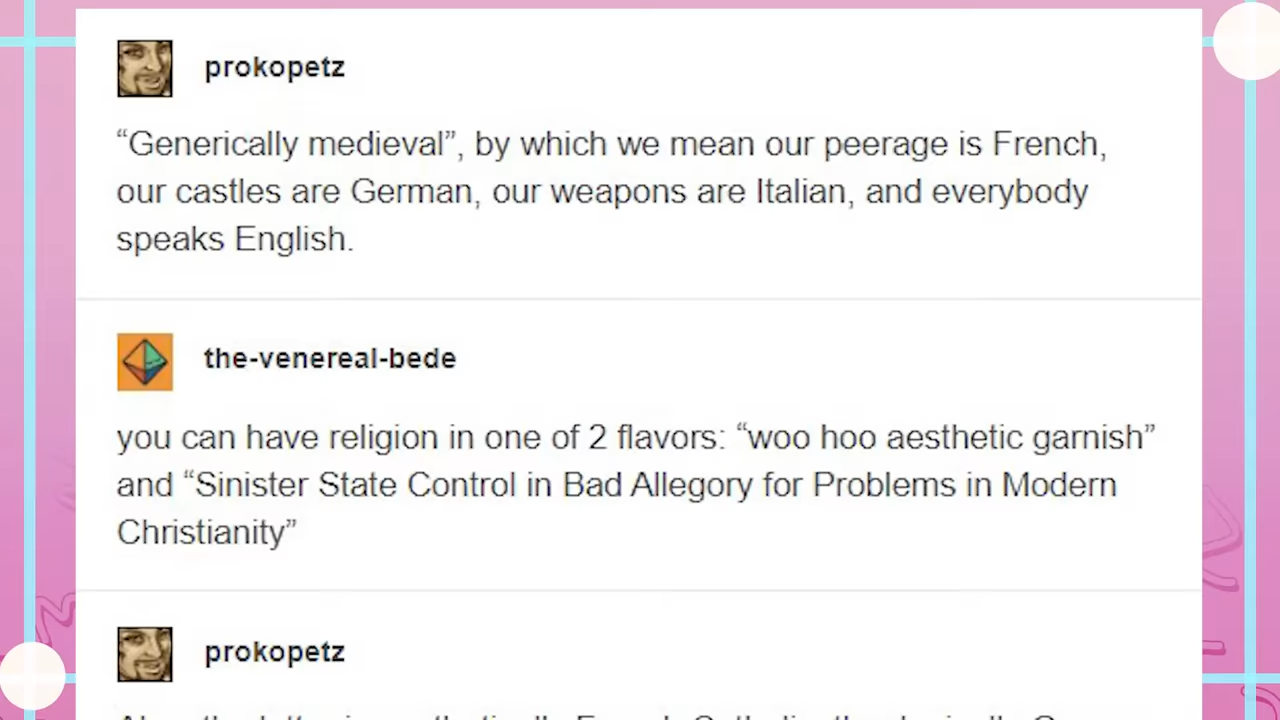 prokopetz
“Generically medieval”, by which we mean our peerage is French,
our castles are German, our weapons are Italian, and everybody
speaks English.
the-venereal-bede
you can have religion in one of 2 flavors: “woo hoo aesthetic garnish”
and “Sinister State Control in Bad Allegory for Problems in Modern
Christianity”
prokopetz